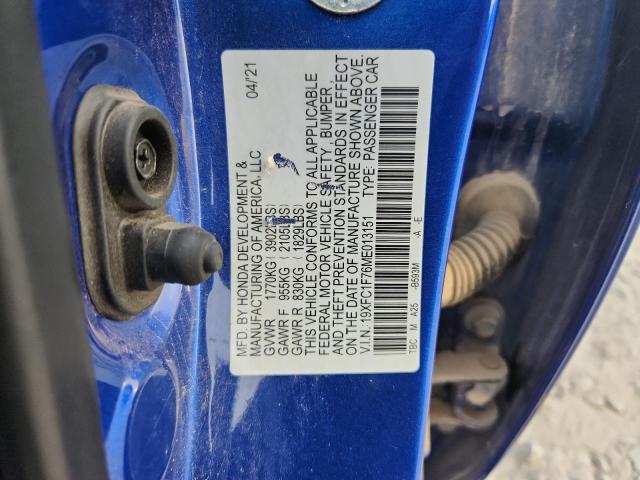 MFD. BY HONDA DEVELOPMENT & 04/'21
MANUFACTURING OF AMERICA, LLC
GVWR 1770KG (3902LBS)
GAWR F 955KG (2105LBS)
GAWR R 830KG (1829LBS)
THIS VEHICLE CONFORMS TO ALL APPLICABLE
FEDERAL MOTOR VEHICLE SAFETY, BUMPER,
AND THEFT PREVENTION STANDARDS IN EFFECT
ON THE DATE OF MANUFACTURE SHOWN ABOVE.
V.I.N.:19XFC1F76ME013151 TYPE: PASSENGER CAR
TBC M A25 -B593M -A -E